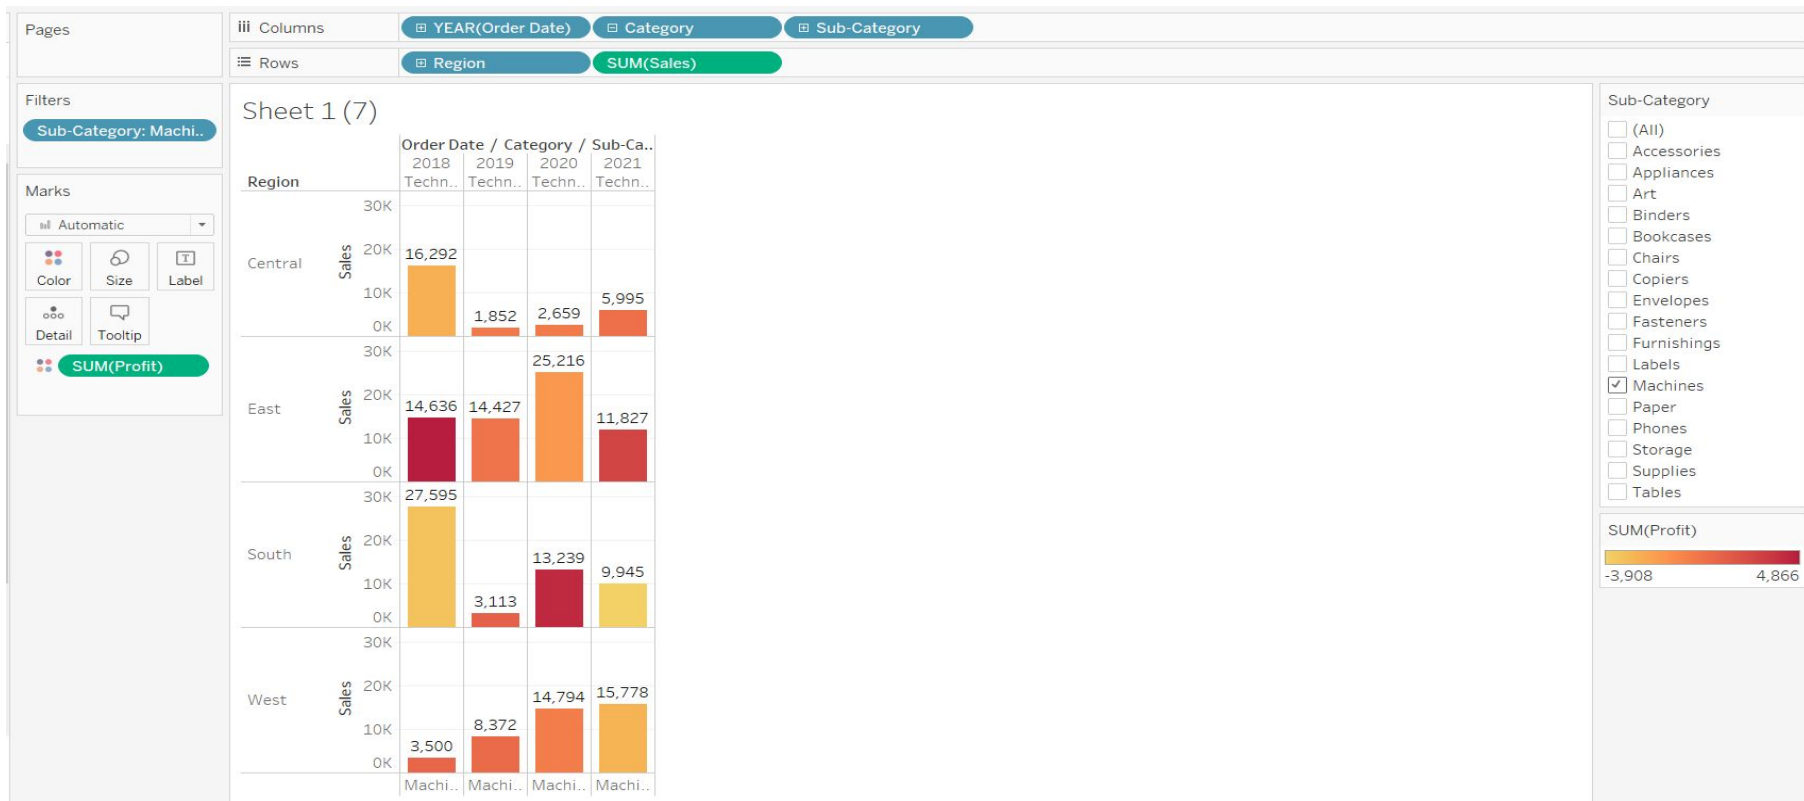 Pages
iii Columns
YEAR(Order Date)
Category
Sub-Category
Rows
Region
SUM(Sales)
Filters
Sub-Category: Machi..
Marks
Automatic
Color
Size
Label
Detail
Tooltip
SUM(Profit)
Sheet 1 (7)
Order Date / Category / Sub-Ca..
2018 2019 2020 2021
Region Techn.. Techn.. Techn.. Techn..
Central
Sales
30K
20K
10K
0K
16,292 1,852 2,659 5,995
East
Sales
30K
20K
10K
0K
14,636 14,427 25,216 11,827
South
Sales
30K
20K
10K
0K
27,595 3,113 13,239 9,945
West
Sales
30K
20K
10K
0K
3,500 8,372 14,794 15,778
Machi.. Machi.. Machi.. Machi..
Sub-Category
(All)
Accessories
Appliances
Art
Binders
Bookcases
Chairs
Copiers
Envelopes
Fasteners
Furnishings
Labels
Machines
Paper
Phones
Storage
Supplies
Tables
SUM(Profit)
-3,908 4,866